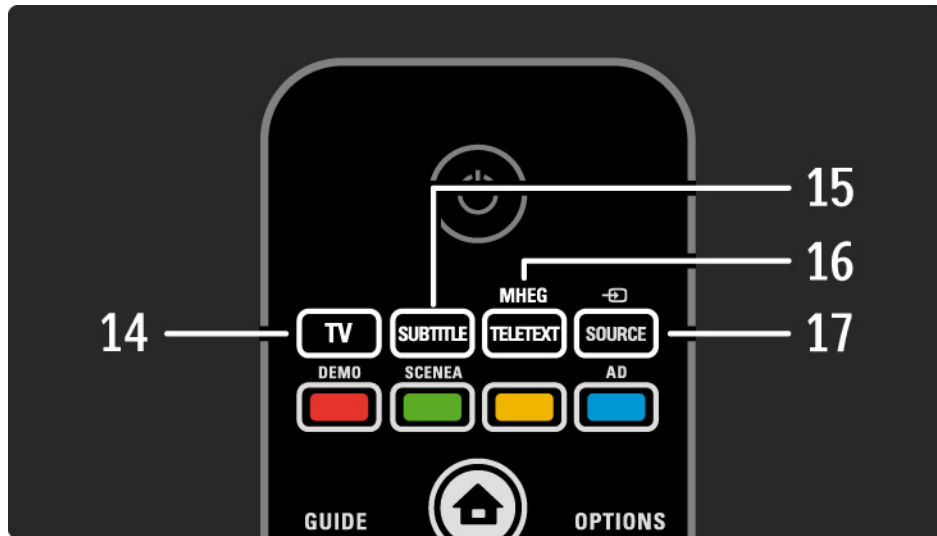 15
16
MHEG
14
TV
SUBTITLE
TELETEXT
SOURCE
17
DEMO
SCENEA
AD
GUIDE
OPTIONS